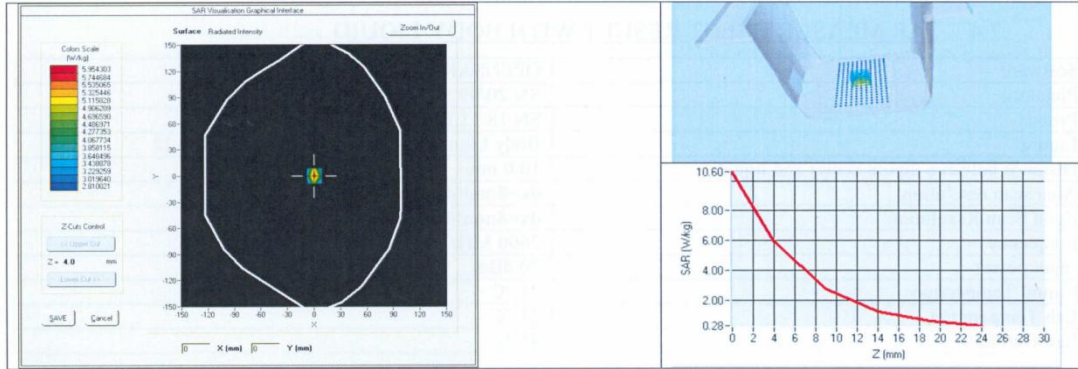 SAR Visualisation Graphical Interface
Surface Radiated Intensity
Zoom In/Out
Colors Scale
(W/kg)
5.954303
5.744684
5.535065
5.325446
5.115828
4.906209
4.696590
4.486971
4.277353
4.067734
3.858115
3.648496
3.438878
3.229259
3.019640
2.810021
150
120
90
60
30
0
-30
-60
-90
-120
-150
Y
-150 -120 -90 -60 -30 0 30 60 90 120 150
X
Z-Cuts Control
<< Upper Cut
Z = 4.0 mm
Lower Cut >>
SAVE
Cancel
0 X (mm) 0 Y (mm)
10.60
8.00
6.00
4.00
2.00
0.28
SAR (W/kg)
0 2 4 6 8 10 12 14 16 18 20 22 24 26 28 30
Z (mm)